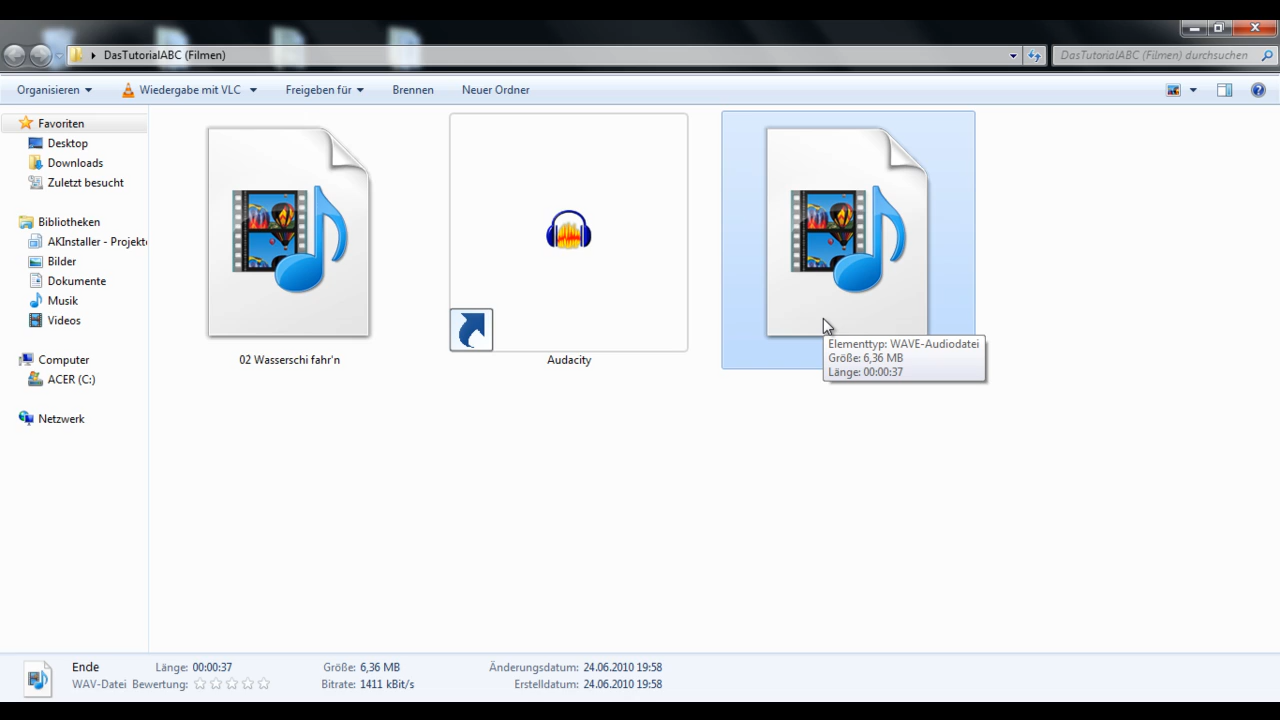 DasTutorialABC (Filmen)
DasTutorialABC (Filmen) durchsuchen
Organisieren
Wiedergabe mit VLC
Freigeben für
Brennen
Neuer Ordner
Favoriten
Desktop
Downloads
Zuletzt besucht
Bibliotheken
AKInstaller - Projekte
Bilder
Dokumente
Musik
Videos
Computer
ACER (C:)
Netzwerk
02 Wasserschi fahr'n
Audacity
Elementtyp: WAVE-Audiodatei
Größe: 6,36 MB
Länge: 00:00:37
Ende Länge: 00:00:37 Größe: 6,36 MB Änderungsdatum: 24.06.2010 19:58
WAV-Datei Bewertung: Bitrate: 1411 kBit/s Erstelldatum: 24.06.2010 19:58